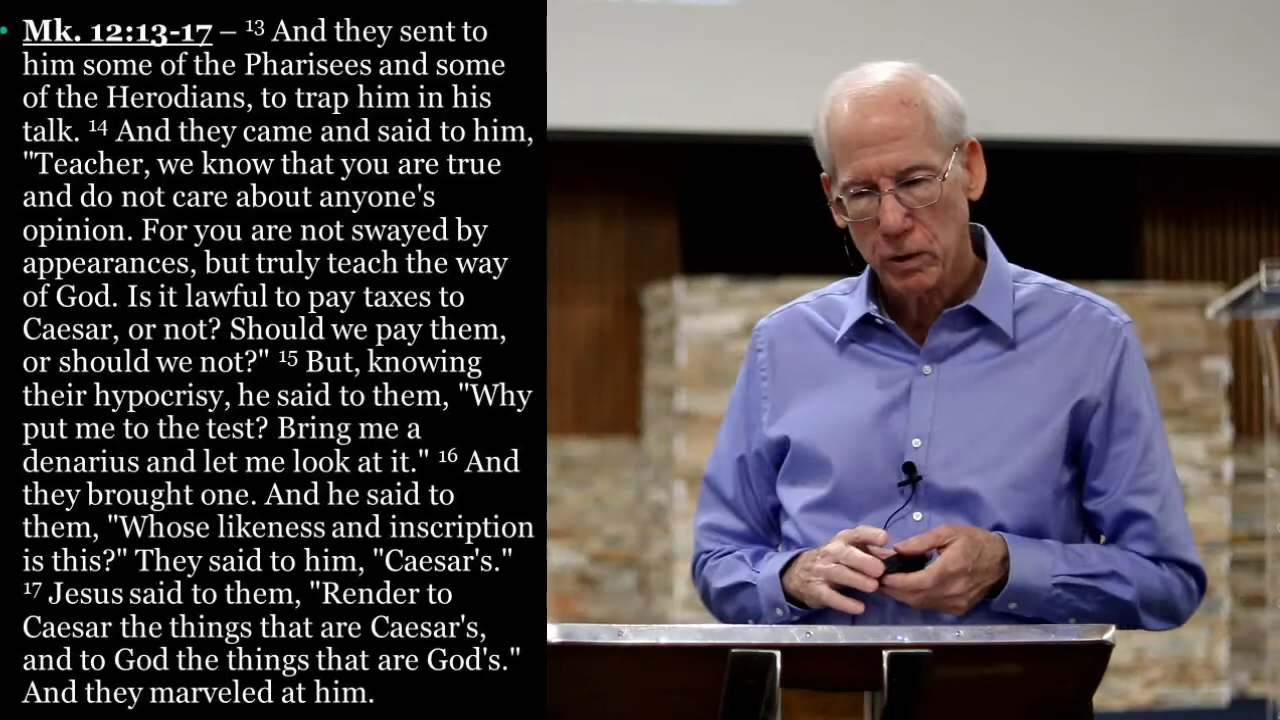 • Mk. 12:13-17 – ¹³ And they sent to
him some of the Pharisees and some
of the Herodians, to trap him in his
talk. ¹⁴ And they came and said to him,
"Teacher, we know that you are true
and do not care about anyone's
opinion. For you are not swayed by
appearances, but truly teach the way
of God. Is it lawful to pay taxes to
Caesar, or not? Should we pay them,
or should we not?" ¹⁵ But, knowing
their hypocrisy, he said to them, "Why
put me to the test? Bring me a
denarius and let me look at it." ¹⁶ And
they brought one. And he said to
them, "Whose likeness and inscription
is this?" They said to him, "Caesar's."
¹⁷ Jesus said to them, "Render to
Caesar the things that are Caesar's,
and to God the things that are God's."
And they marveled at him.